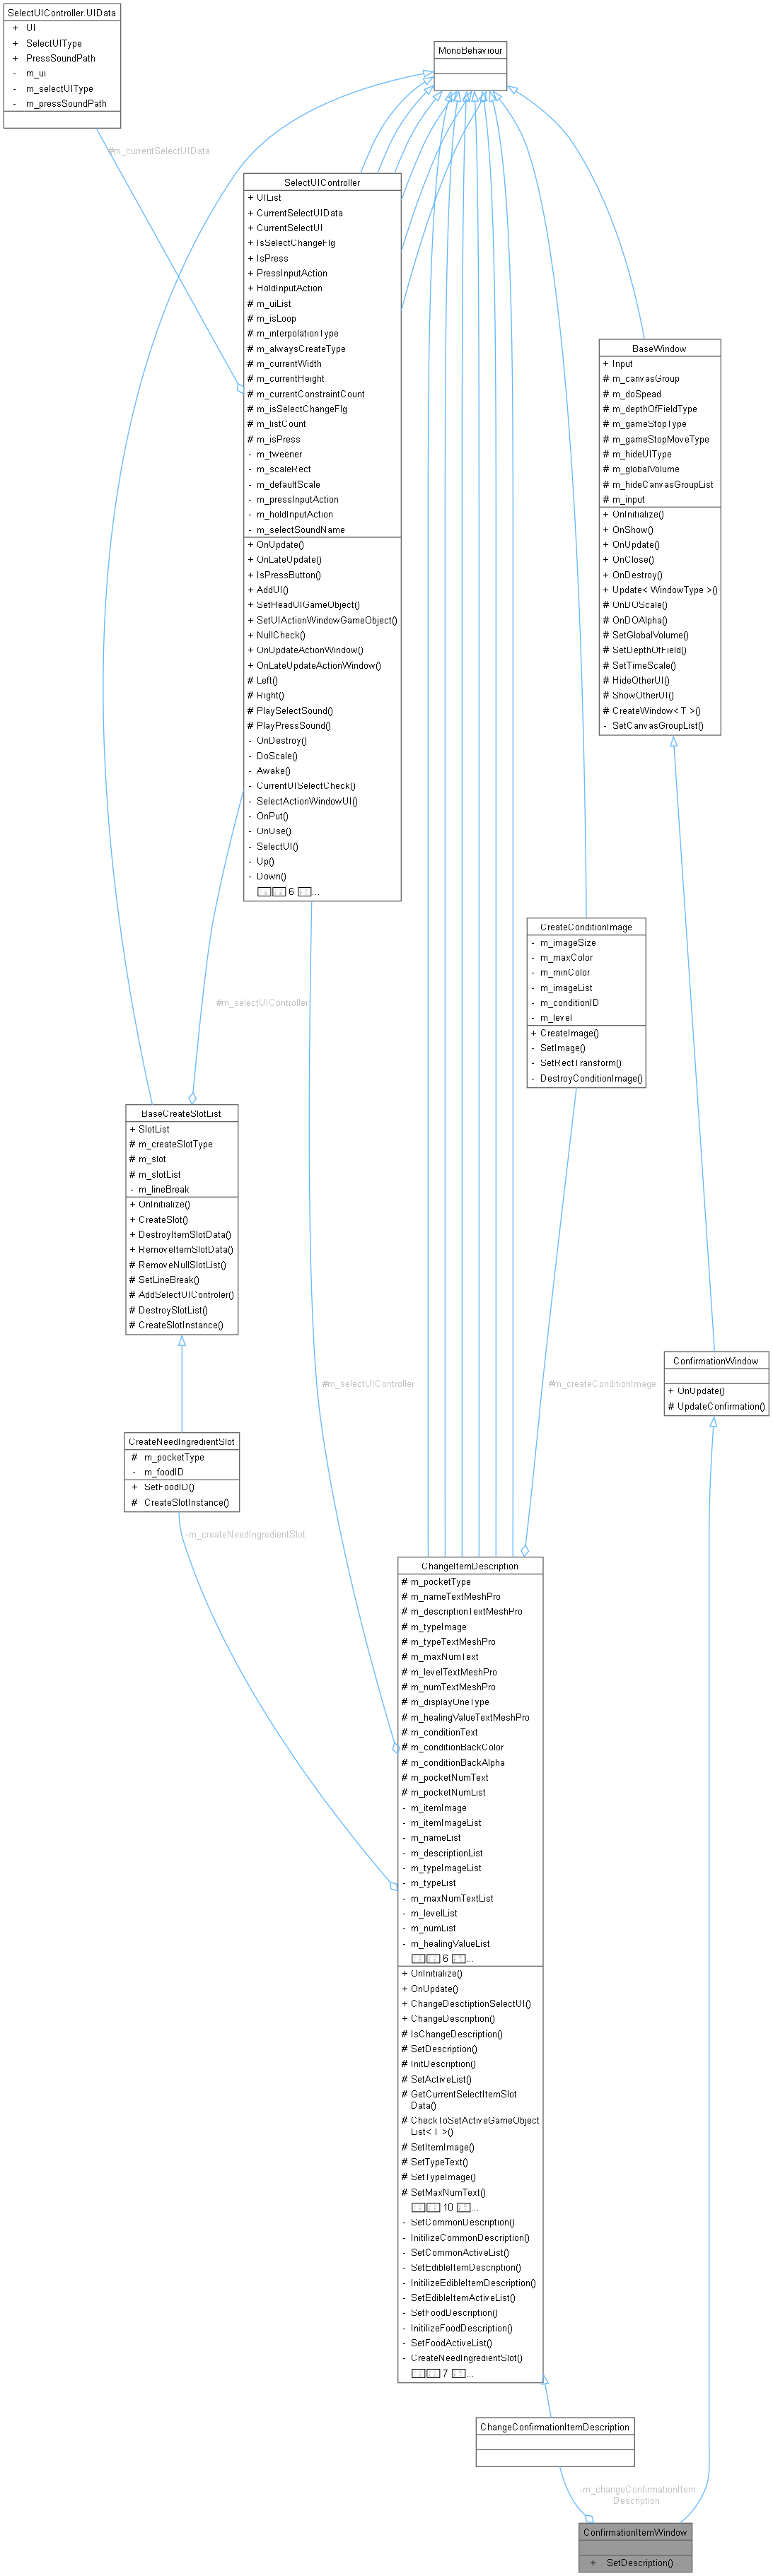 SelectUIController.UIData
+ UI
+ SelectUIType
+ PressSoundPath
- m_ui
- m_selectUIType
- m_pressSoundPath
MonoBehaviour
#m_currentSelectUIData
SelectUIController
+ UIList
+ CurrentSelectUIData
+ CurrentSelectUI
+ IsSelectChangeFlg
+ IsPress
+ PressInputAction
+ HoldInputAction
# m_uiList
# m_isLoop
# m_interpolationType
# m_alwaysCreateType
# m_currentWidth
# m_currentHeight
# m_currentConstraintCount
# m_isSelectChangeFlg
# m_listCount
# m_isPress
- m_tweener
- m_scaleRect
- m_defaultScale
- m_pressInputAction
- m_holdInputAction
- m_selectSoundName
+ OnUpdate()
+ OnLateUpdate()
+ IsPressButton()
+ AddUI()
+ SetHeadUIGameObject()
+ SetUIActionWindowGameObject()
+ NullCheck()
+ OnUpdateActionWindow()
+ OnLateUpdateActionWindow()
# Left()
# Right()
# PlaySelectSound()
# PlayPressSound()
- OnDestroy()
- DoScale()
- Awake()
- CurrentUISelectCheck()
- SelectActionWindowUI()
- OnPut()
- OnUse()
- SelectUI()
- Up()
- Down()
6 ...
BaseWindow
+ Input
# m_canvasGroup
# m_doSpead
# m_depthOfFieldType
# m_gameStopType
# m_gameStopMoveType
# m_hideUIType
# m_globalVolume
# m_hideCanvasGroupList
# m_input
+ OnInitialize()
+ OnShow()
+ OnUpdate()
+ OnClose()
+ OnDestroy()
+ Update< WindowType >()
# OnDOScale()
# OnDOAlpha()
# SetGlobalVolume()
# SetDepthOfField()
# SetTimeScale()
# HideOtherUI()
# ShowOtherUI()
# CreateWindow< T >()
- SetCanvasGroupList()
CreateConditionImage
- m_imageSize
- m_maxColor
- m_minColor
- m_imageList
- m_conditionID
- m_level
+ CreateImage()
- SetImage()
- SetRectTransform()
- DestroyConditionImage()
#m_selectUIController
BaseCreateSlotList
+ SlotList
# m_createSlotType
# m_slot
# m_slotList
- m_lineBreak
+ OnInitialize()
+ CreateSlot()
+ DestroyItemSlotData()
+ RemoveItemSlotData()
# RemoveNullSlotList()
# SetLineBreak()
# AddSelectUIControler()
# DestroySlotList()
# CreateSlotInstance()
ConfirmationWindow
+ OnUpdate()
# UpdateConfirmation()
#m_selectUIController
#m_createConditionImage
CreateNeedIngredientSlot
# m_pocketType
- m_foodID
+ SetFoodID()
# CreateSlotInstance()
-m_createNeedIngredientSlot
ChangeItemDescription
# m_pocketType
# m_nameTextMeshPro
# m_descriptionTextMeshPro
# m_typeImage
# m_typeTextMeshPro
# m_maxNumText
# m_levelTextMeshPro
# m_numTextMeshPro
# m_displayOneType
# m_healingValueTextMeshPro
# m_conditionText
# m_conditionBackColor
# m_conditionBackAlpha
# m_pocketNumText
# m_pocketNumList
- m_itemImage
- m_itemImageList
- m_nameList
- m_descriptionList
- m_typeImageList
- m_typeList
- m_maxNumTextList
- m_levelList
- m_numList
- m_healingValueList
6 ...
+ OnInitialize()
+ OnUpdate()
+ ChangeDesctiptionSelectUI()
+ ChangeDescription()
# IsChangeDescription()
# SetDescription()
# InitDescription()
# SetActiveList()
# GetCurrentSelectItemSlot
Data()
# CheckToSetActiveGameObject
List< T >()
# SetItemImage()
# SetTypeText()
# SetTypeImage()
# SetMaxNumText()
10 ...
- SetCommonDescription()
- InitilizeCommonDescription()
- SetCommonActiveList()
- SetEdibleItemDescription()
- InitilizeEdibleItemDescription()
- SetEdibleItemActiveList()
- SetFoodDescription()
- InitilizeFoodDescription()
- SetFoodActiveList()
- CreateNeedIngredientSlot()
7 ...
ChangeConfirmationItemDescription
-m_changeConfirmationItem
Description
ConfirmationItemWindow
+ SetDescription()